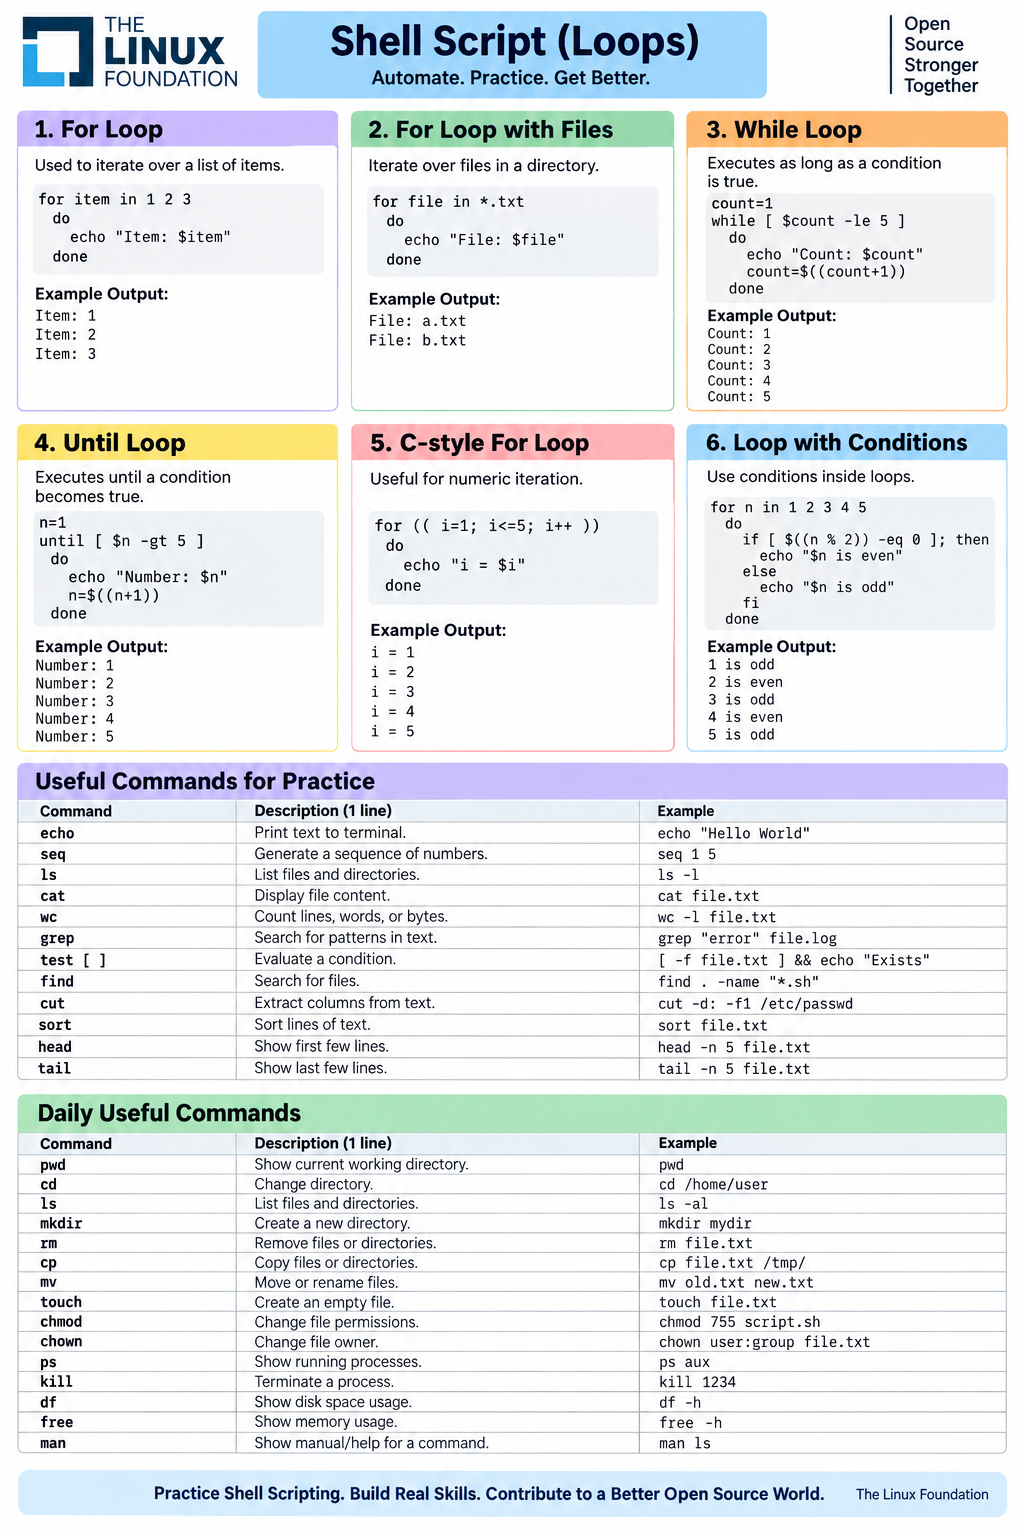 THE
LINUX
FOUNDATION
Shell Script (Loops)
Automate. Practice. Get Better.
Open
Source
Stronger
Together
1. For Loop
Used to iterate over a list of items.
for item in 1 2 3
  do
    echo "Item: $item"
  done
Example Output:
Item: 1
Item: 2
Item: 3
2. For Loop with Files
Iterate over files in a directory.
for file in *.txt
  do
    echo "File: $file"
  done
Example Output:
File: a.txt
File: b.txt
3. While Loop
Executes as long as a condition
is true.
count=1
while [ $count -le 5 ]
  do
    echo "Count: $count"
    count=$((count+1))
  done
Example Output:
Count: 1
Count: 2
Count: 3
Count: 4
Count: 5
4. Until Loop
Executes until a condition
becomes true.
n=1
until [ $n -gt 5 ]
  do
    echo "Number: $n"
    n=$((n+1))
  done
Example Output:
Number: 1
Number: 2
Number: 3
Number: 4
Number: 5
5. C-style For Loop
Useful for numeric iteration.
for (( i=1; i<=5; i++ ))
  do
    echo "i = $i"
  done
Example Output:
i = 1
i = 2
i = 3
i = 4
i = 5
6. Loop with Conditions
Use conditions inside loops.
for n in 1 2 3 4 5
  do
    if [ $((n % 2)) -eq 0 ]; then
      echo "$n is even"
    else
      echo "$n is odd"
    fi
  done
Example Output:
1 is odd
2 is even
3 is odd
4 is even
5 is odd
Useful Commands for Practice
Command Description (1 line) Example
echo Print text to terminal. echo "Hello World"
seq Generate a sequence of numbers. seq 1 5
ls List files and directories. ls -l
cat Display file content. cat file.txt
wc Count lines, words, or bytes. wc -l file.txt
grep Search for patterns in text. grep "error" file.log
test [ ] Evaluate a condition. [ -f file.txt ] && echo "Exists"
find Search for files. find . -name "*.sh"
cut Extract columns from text. cut -d: -f1 /etc/passwd
sort Sort lines of text. sort file.txt
head Show first few lines. head -n 5 file.txt
tail Show last few lines. tail -n 5 file.txt
Daily Useful Commands
Command Description (1 line) Example
pwd Show current working directory. pwd
cd Change directory. cd /home/user
ls List files and directories. ls -al
mkdir Create a new directory. mkdir mydir
rm Remove files or directories. rm file.txt
cp Copy files or directories. cp file.txt /tmp/
mv Move or rename files. mv old.txt new.txt
touch Create an empty file. touch file.txt
chmod Change file permissions. chmod 755 script.sh
chown Change file owner. chown user:group file.txt
ps Show running processes. ps aux
kill Terminate a process. kill 1234
df Show disk space usage. df -h
free Show memory usage. free -h
man Show manual/help for a command. man ls
Practice Shell Scripting. Build Real Skills. Contribute to a Better Open Source World. The Linux Foundation